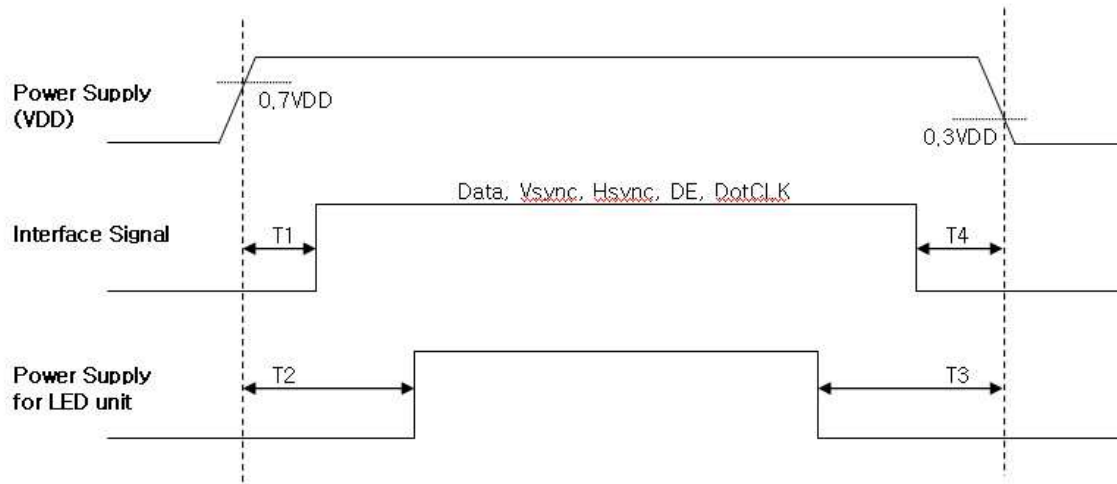 Power Supply
(VDD)
0.7VDD
0.3VDD
Data, Vsync, Hsync, DE, DotCLK
Interface Signal
T1
T4
Power Supply
for LED unit
T2
T3